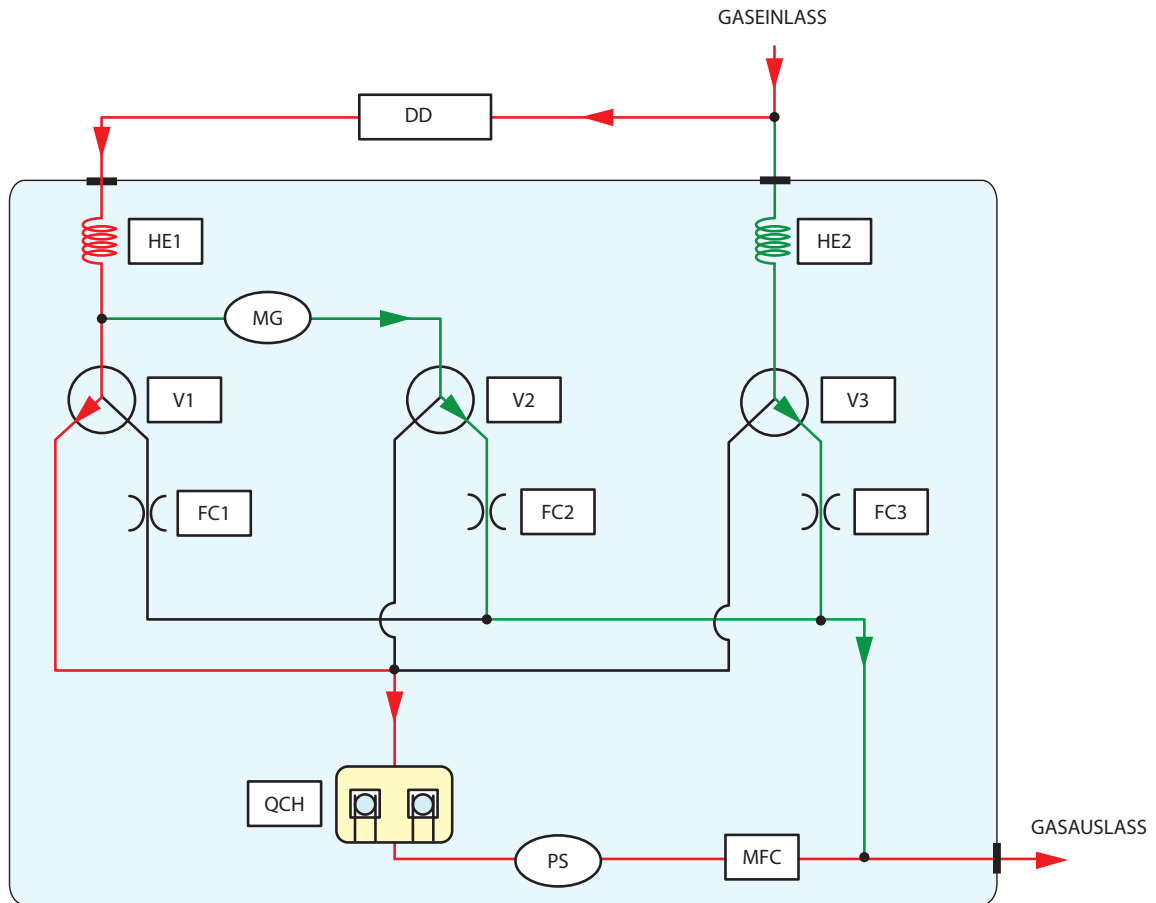 GASEINLASS
DD
HE1
HE2
MG
V1
V2
V3
FC1
FC2
FC3
QCH
PS
MFC
GASAUSLASS